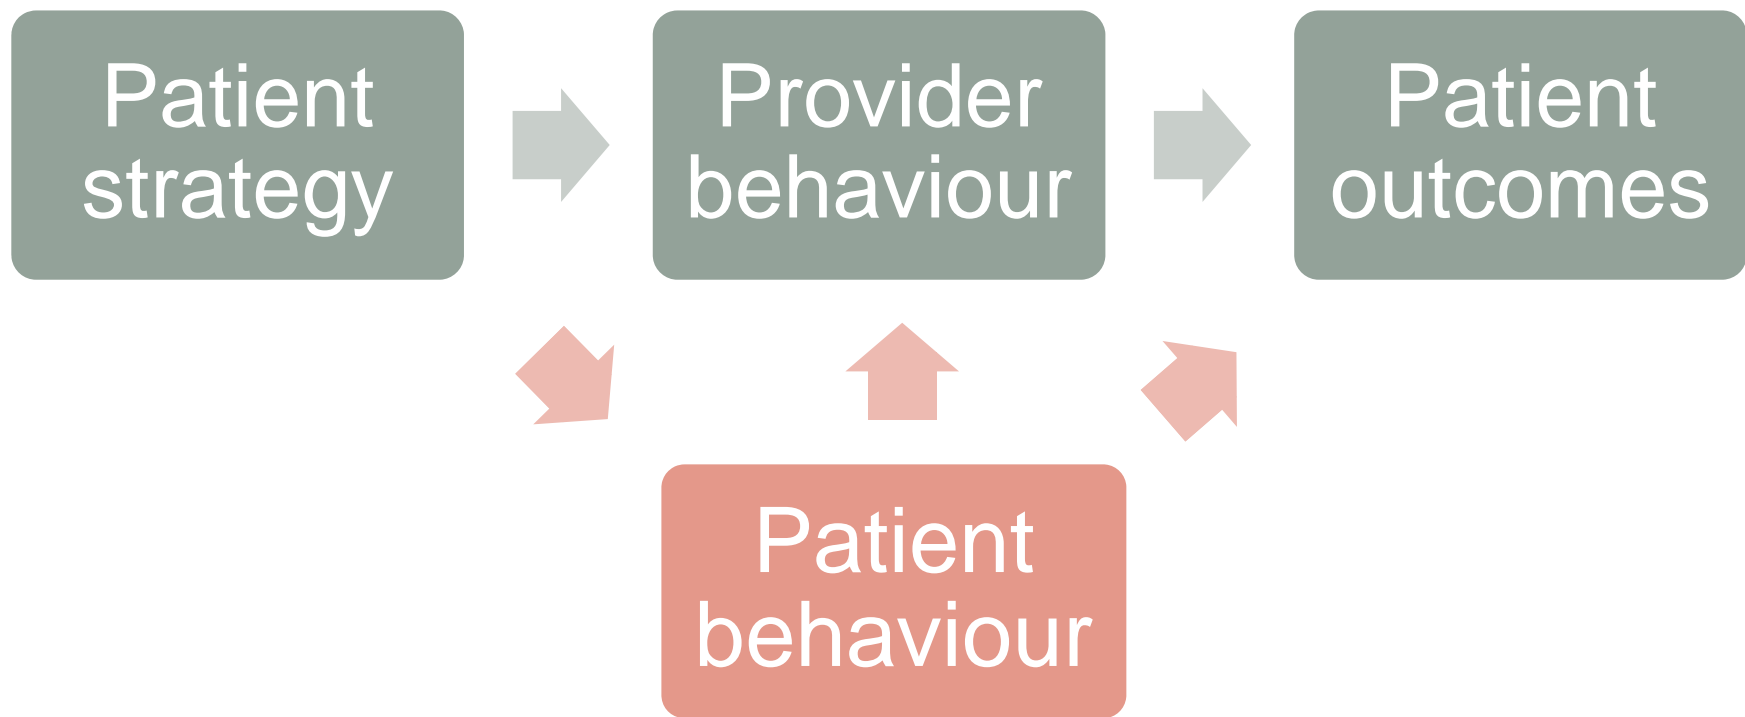 Patient
strategy
Provider
behaviour
Patient
outcomes
Patient
behaviour